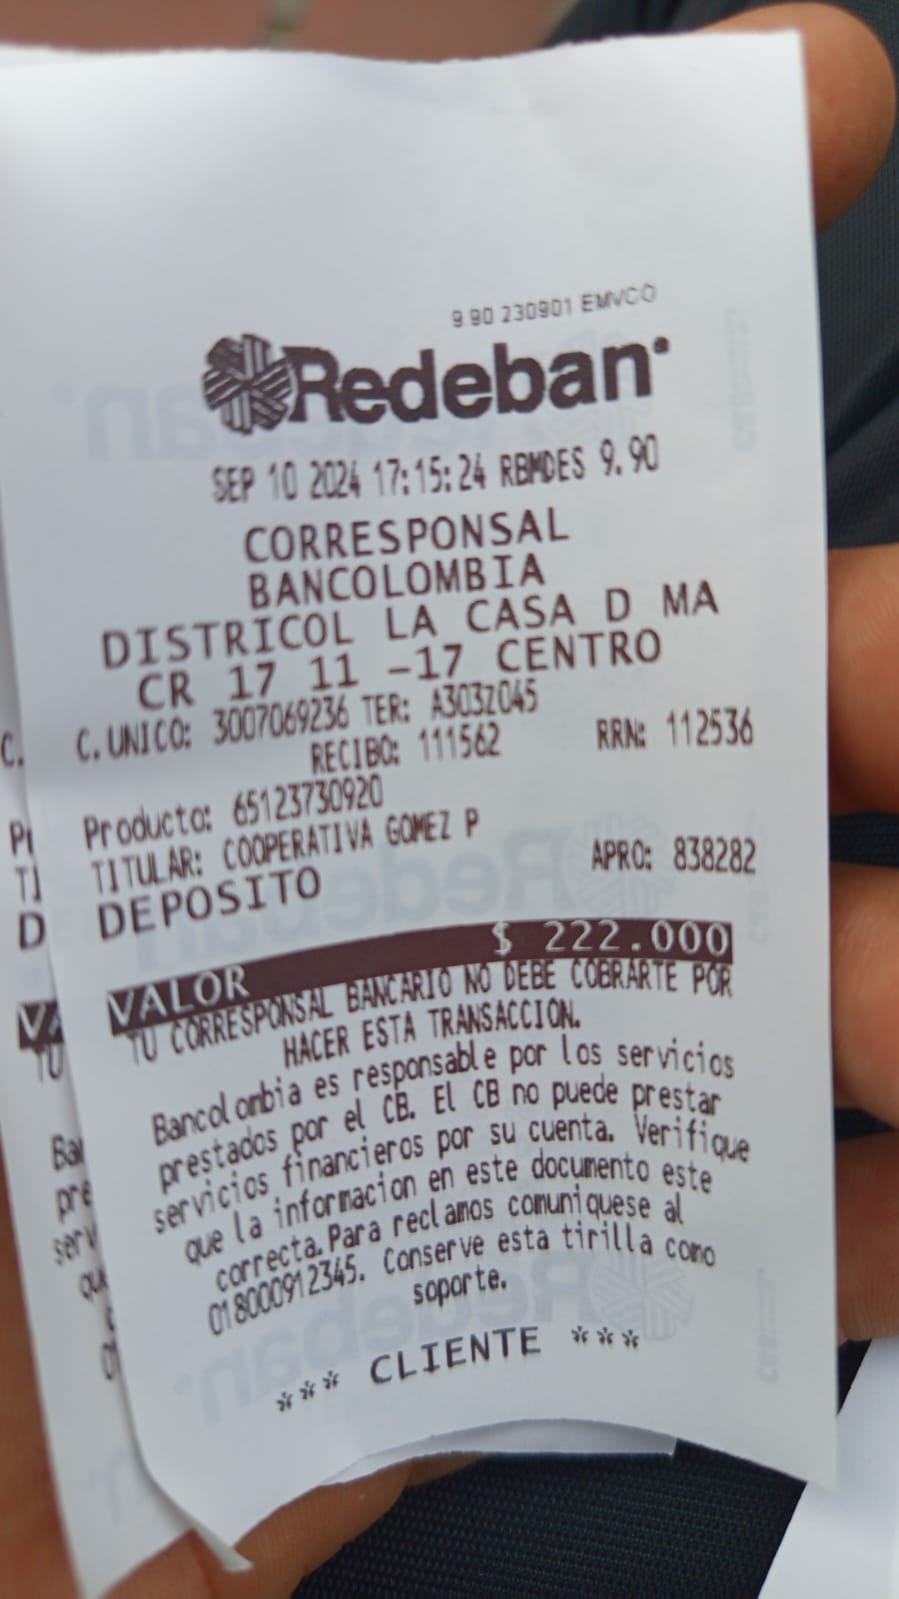 9 90 230901 EMVCO
Redeban
SEP 10 2024 17:15:24 RBMDES 9.90
CORRESPONSAL
BANCOLOMBIA
DISTRICOL LA CASA D MA
CR 17 11 -17 CENTRO
C. UNICO: 3007069236 TER: A303Z045
RECIBO: 111562 RRN: 112536
Producto: 65123730920
TITULAR: COOPERATIVA GOMEZ P
DEPOSITO APRO: 838282
VALOR $ 222.000
TU CORRESPONSAL BANCARIO NO DEBE COBRARTE POR
HACER ESTA TRANSACCION.
Bancolombia es responsable por los servicios
prestados por el CB. El CB no puede prestar
servicios financieros por su cuenta. Verifique
que la informacion en este documento este
correcta. Para reclamos comuniquese al
018000912345. Conserve esta tirilla como
soporte.
*** CLIENTE ***